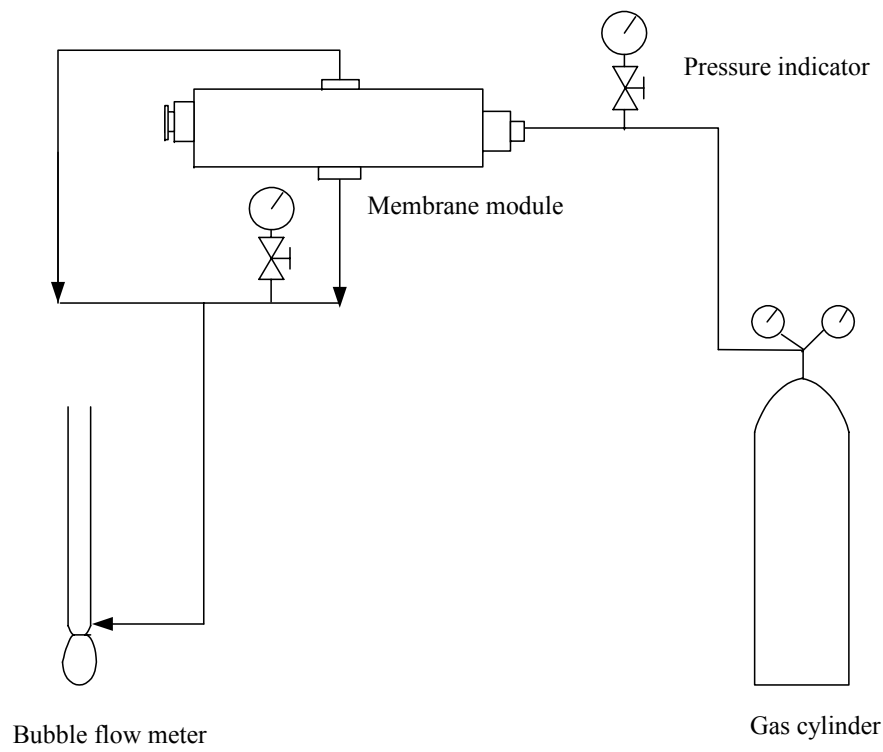 Pressure indicator
Membrane module
Gas cylinder
Bubble flow meter